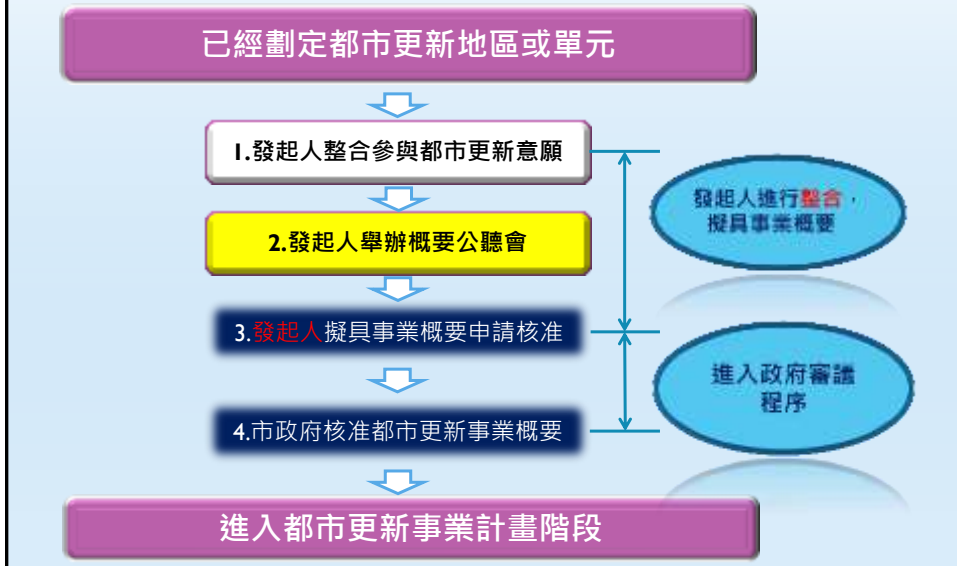 已經劃定都市更新地區或單元
1.發起人整合參與都市更新意願
發起人進行整合，
擬具事業概要
2.發起人舉辦概要公聽會
3.發起人擬具事業概要申請核准
進入政府審議
程序
4.市政府核准都市更新事業概要
進入都市更新事業計畫階段